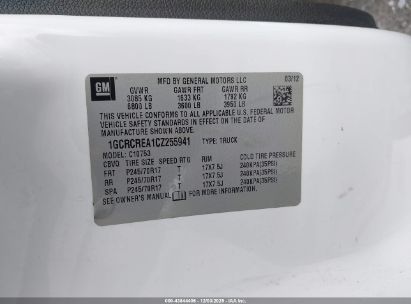 GM
MFD BY GENERAL MOTORS LLC 03/12
GVWR GAWR FRT GAWR RR
3085 KG 1633 KG 1792 KG
6800 LB 3600 LB 3950 LB
THIS VEHICLE CONFORMS TO ALL APPLICABLE U.S. FEDERAL MOTOR
VEHICLE SAFETY STANDARDS IN EFFECT ON THE DATE OF
MANUFACTURE SHOWN ABOVE.
1GCRCREA1CZ255941 TYPE: TRUCK
MODEL: C10753
TIRE SIZE SPEED RTG RIM COLD TIRE PRESSURE
FRT P245/70R17 T 17X7.5J 240KPA(35PSI)
RR P245/70R17 T 17X7.5J 240KPA(35PSI)
SPA P245/70R17 T 17X7.5J 240KPA(35PSI)
SEE OWNER'S MANUAL FOR MORE INFORMATION.